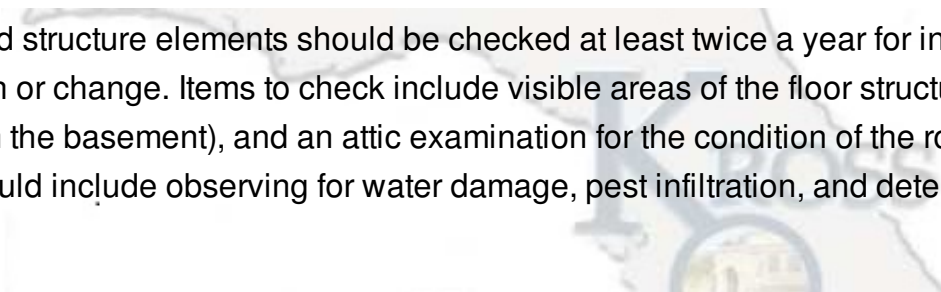 d structure elements should be checked at least twice a year for in
n or change. Items to check include visible areas of the floor structu
the basement), and an attic examination for the condition of the ro
uld include observing for water damage, pest infiltration, and dete
K ROSS